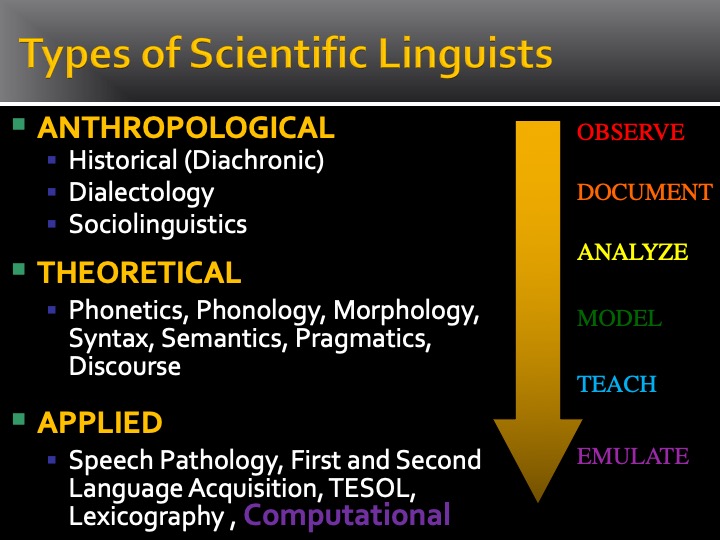 Types of Scientific Linguists
ANTHROPOLOGICAL
Historical (Diachronic)
Dialectology
Sociolinguistics
THEORETICAL
Phonetics, Phonology, Morphology,
Syntax, Semantics, Pragmatics,
Discourse
APPLIED
Speech Pathology, First and Second
Language Acquisition, TESOL,
Lexicography , Computational
OBSERVE
DOCUMENT
ANALYZE
MODEL
TEACH
EMULATE